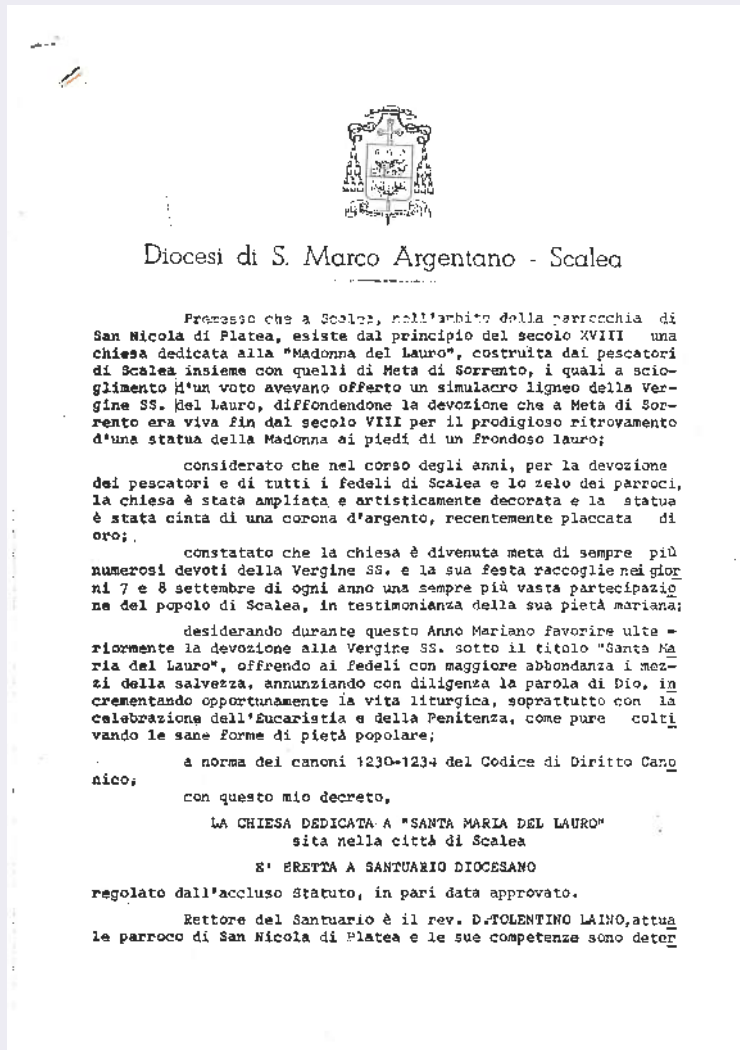 Diocesi di S. Marco Argentano - Scalea
Premesso che a Scalea, nell'ambito della parrocchia di
San Nicola di Platea, esiste dal principio del secolo XVIII una
chiesa dedicata alla "Madonna del Lauro", costruita dai pescatori
di Scalea insieme con quelli di Meta di Sorrento, i quali a scio-
glimento d'un voto avevano offerto un simulacro ligneo della Ver-
gine SS. del Lauro, diffondendone la devozione che a Meta di Sor-
rento era viva fin dal secolo VIII per il prodigioso ritrovamento
d'una statua della Madonna ai piedi di un frondoso lauro;
considerato che nel corso degli anni, per la devozione
dei pescatori e di tutti i fedeli di Scalea e lo zelo dei parroci,
la chiesa è stata ampliata e artisticamente decorata e la statua
è stata cinta di una corona d'argento, recentemente placcata di
oro;
constatato che la chiesa è divenuta meta di sempre più
numerosi devoti della Vergine SS. e la sua festa raccoglie nei gior
ni 7 e 8 settembre di ogni anno una sempre più vasta partecipazio
ne del popolo di Scalea, in testimonianza della sua pietà mariana;
desiderando durante questo Anno Mariano favorire ulte -
riormente la devozione alla Vergine SS. sotto il titolo "Santa Ma
ria del Lauro", offrendo ai fedeli con maggiore abbondanza i mez-
zi della salvezza, annunziando con diligenza la parola di Dio, in
crementando opportunamente la vita liturgica, soprattutto con la
celebrazione dell'Eucaristia e della Penitenza, come pure colti
vando le sane forme di pietà popolare;
a norma dei canoni 1230-1234 del Codice di Diritto Cano
nico;
con questo mio decreto,
LA CHIESA DEDICATA A "SANTA MARIA DEL LAURO"
sita nella città di Scalea
E' ERETTA A SANTUARIO DIOCESANO
regolato dall'accluso Statuto, in pari data approvato.
Rettore del Santuario è il rev. D.TOLENTINO LAINO, attua
le parroco di San Nicola di Platea e le sue competenze sono deter